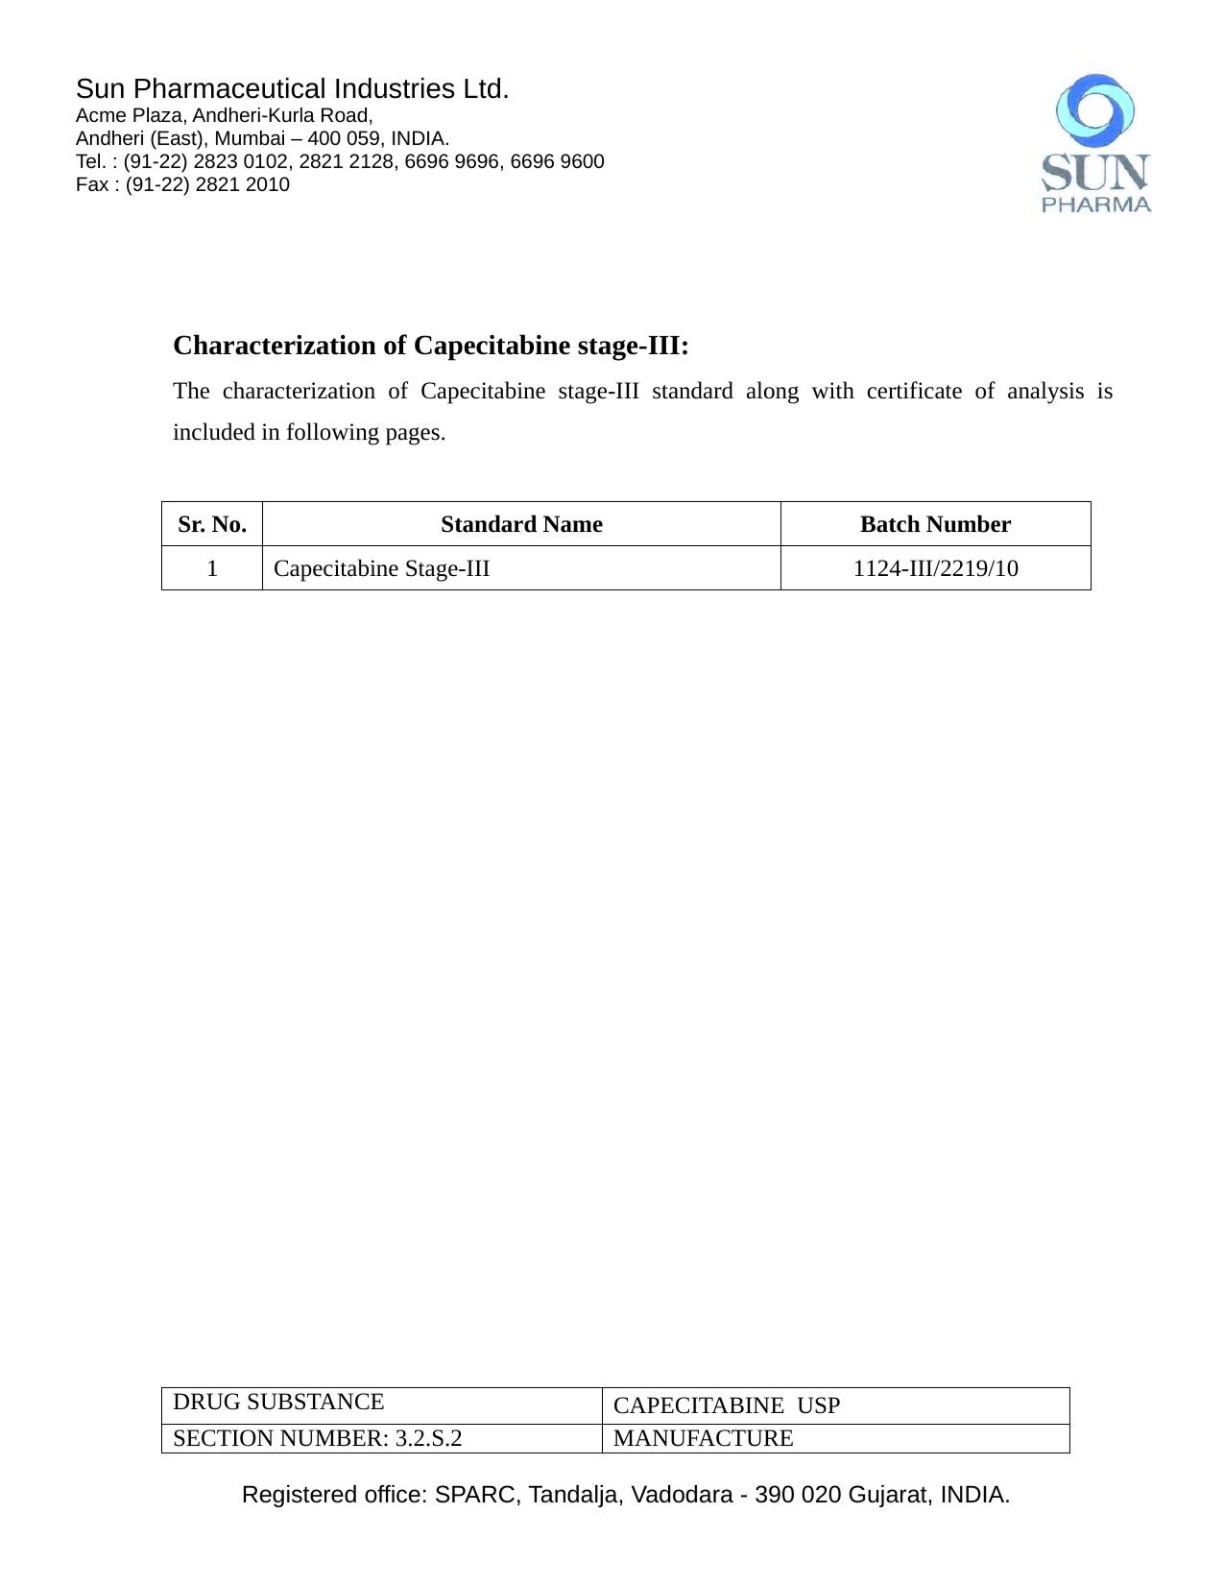 Sun Pharmaceutical Industries Ltd.
Acme Plaza, Andheri-Kurla Road,
Andheri (East), Mumbai – 400 059, INDIA.
Tel. : (91-22) 2823 0102, 2821 2128, 6696 9696, 6696 9600
Fax : (91-22) 2821 2010
SUN
PHARMA
Characterization of Capecitabine stage-III:
The characterization of Capecitabine stage-III standard along with certificate of analysis is
included in following pages.
Sr. No. Standard Name Batch Number
1 Capecitabine Stage-III 1124-III/2219/10
DRUG SUBSTANCE CAPECITABINE USP
SECTION NUMBER: 3.2.S.2 MANUFACTURE
Registered office: SPARC, Tandalja, Vadodara - 390 020 Gujarat, INDIA.